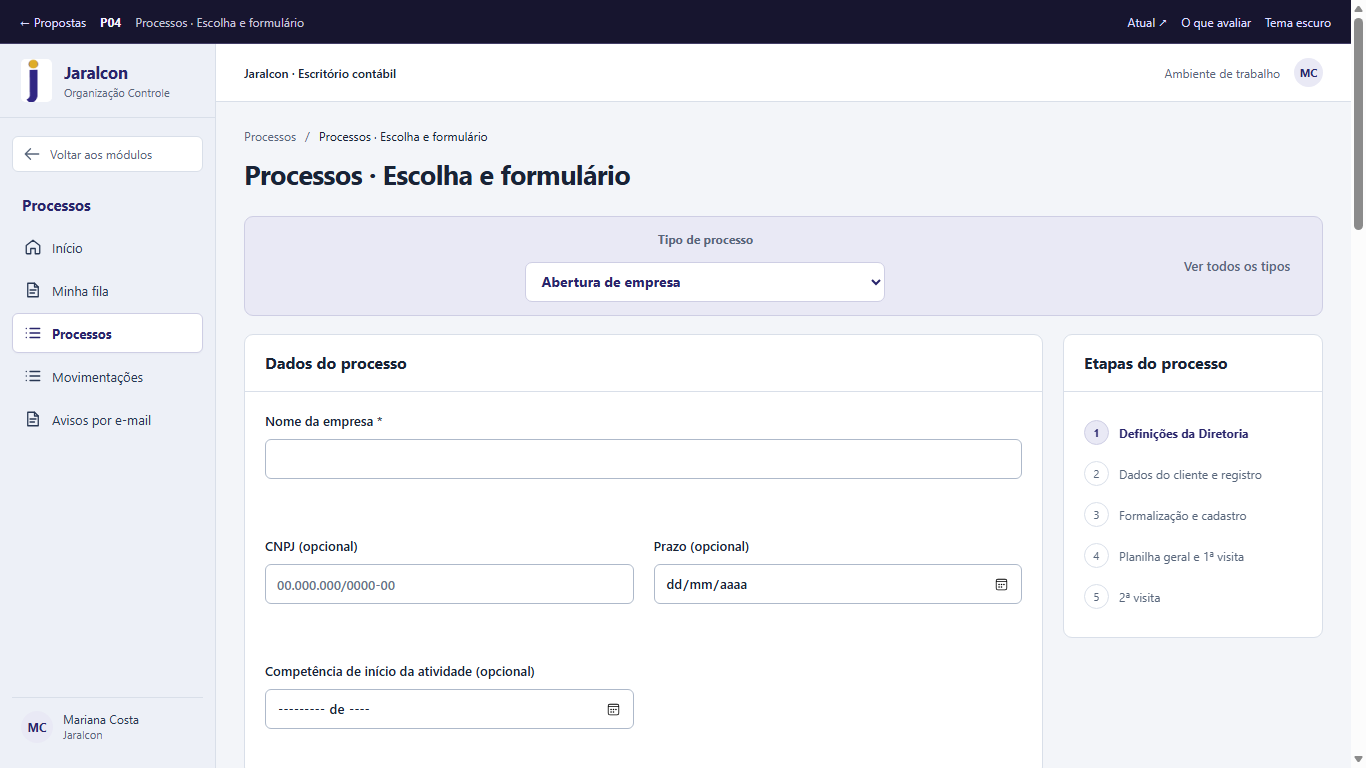 ← Propostas P04 Processos · Escolha e formulário Atual ↗ O que avaliar Tema escuro
Jaralcon
Organização Controle
Jaralcon · Escritório contábil
Ambiente de trabalho MC
Voltar aos módulos
Processos
Início
Minha fila
Processos
Movimentações
Avisos por e-mail
MC
Mariana Costa
Jaralcon
Processos / Processos · Escolha e formulário
Processos · Escolha e formulário
Tipo de processo
Abertura de empresa
Ver todos os tipos
Dados do processo
Nome da empresa *
CNPJ (opcional)
00.000.000/0000-00
Prazo (opcional)
dd/mm/aaaa
Competência de início da atividade (opcional)
--------- de ----
Etapas do processo
1 Definições da Diretoria
2 Dados do cliente e registro
3 Formalização e cadastro
4 Planilha geral e 1ª visita
5 2ª visita